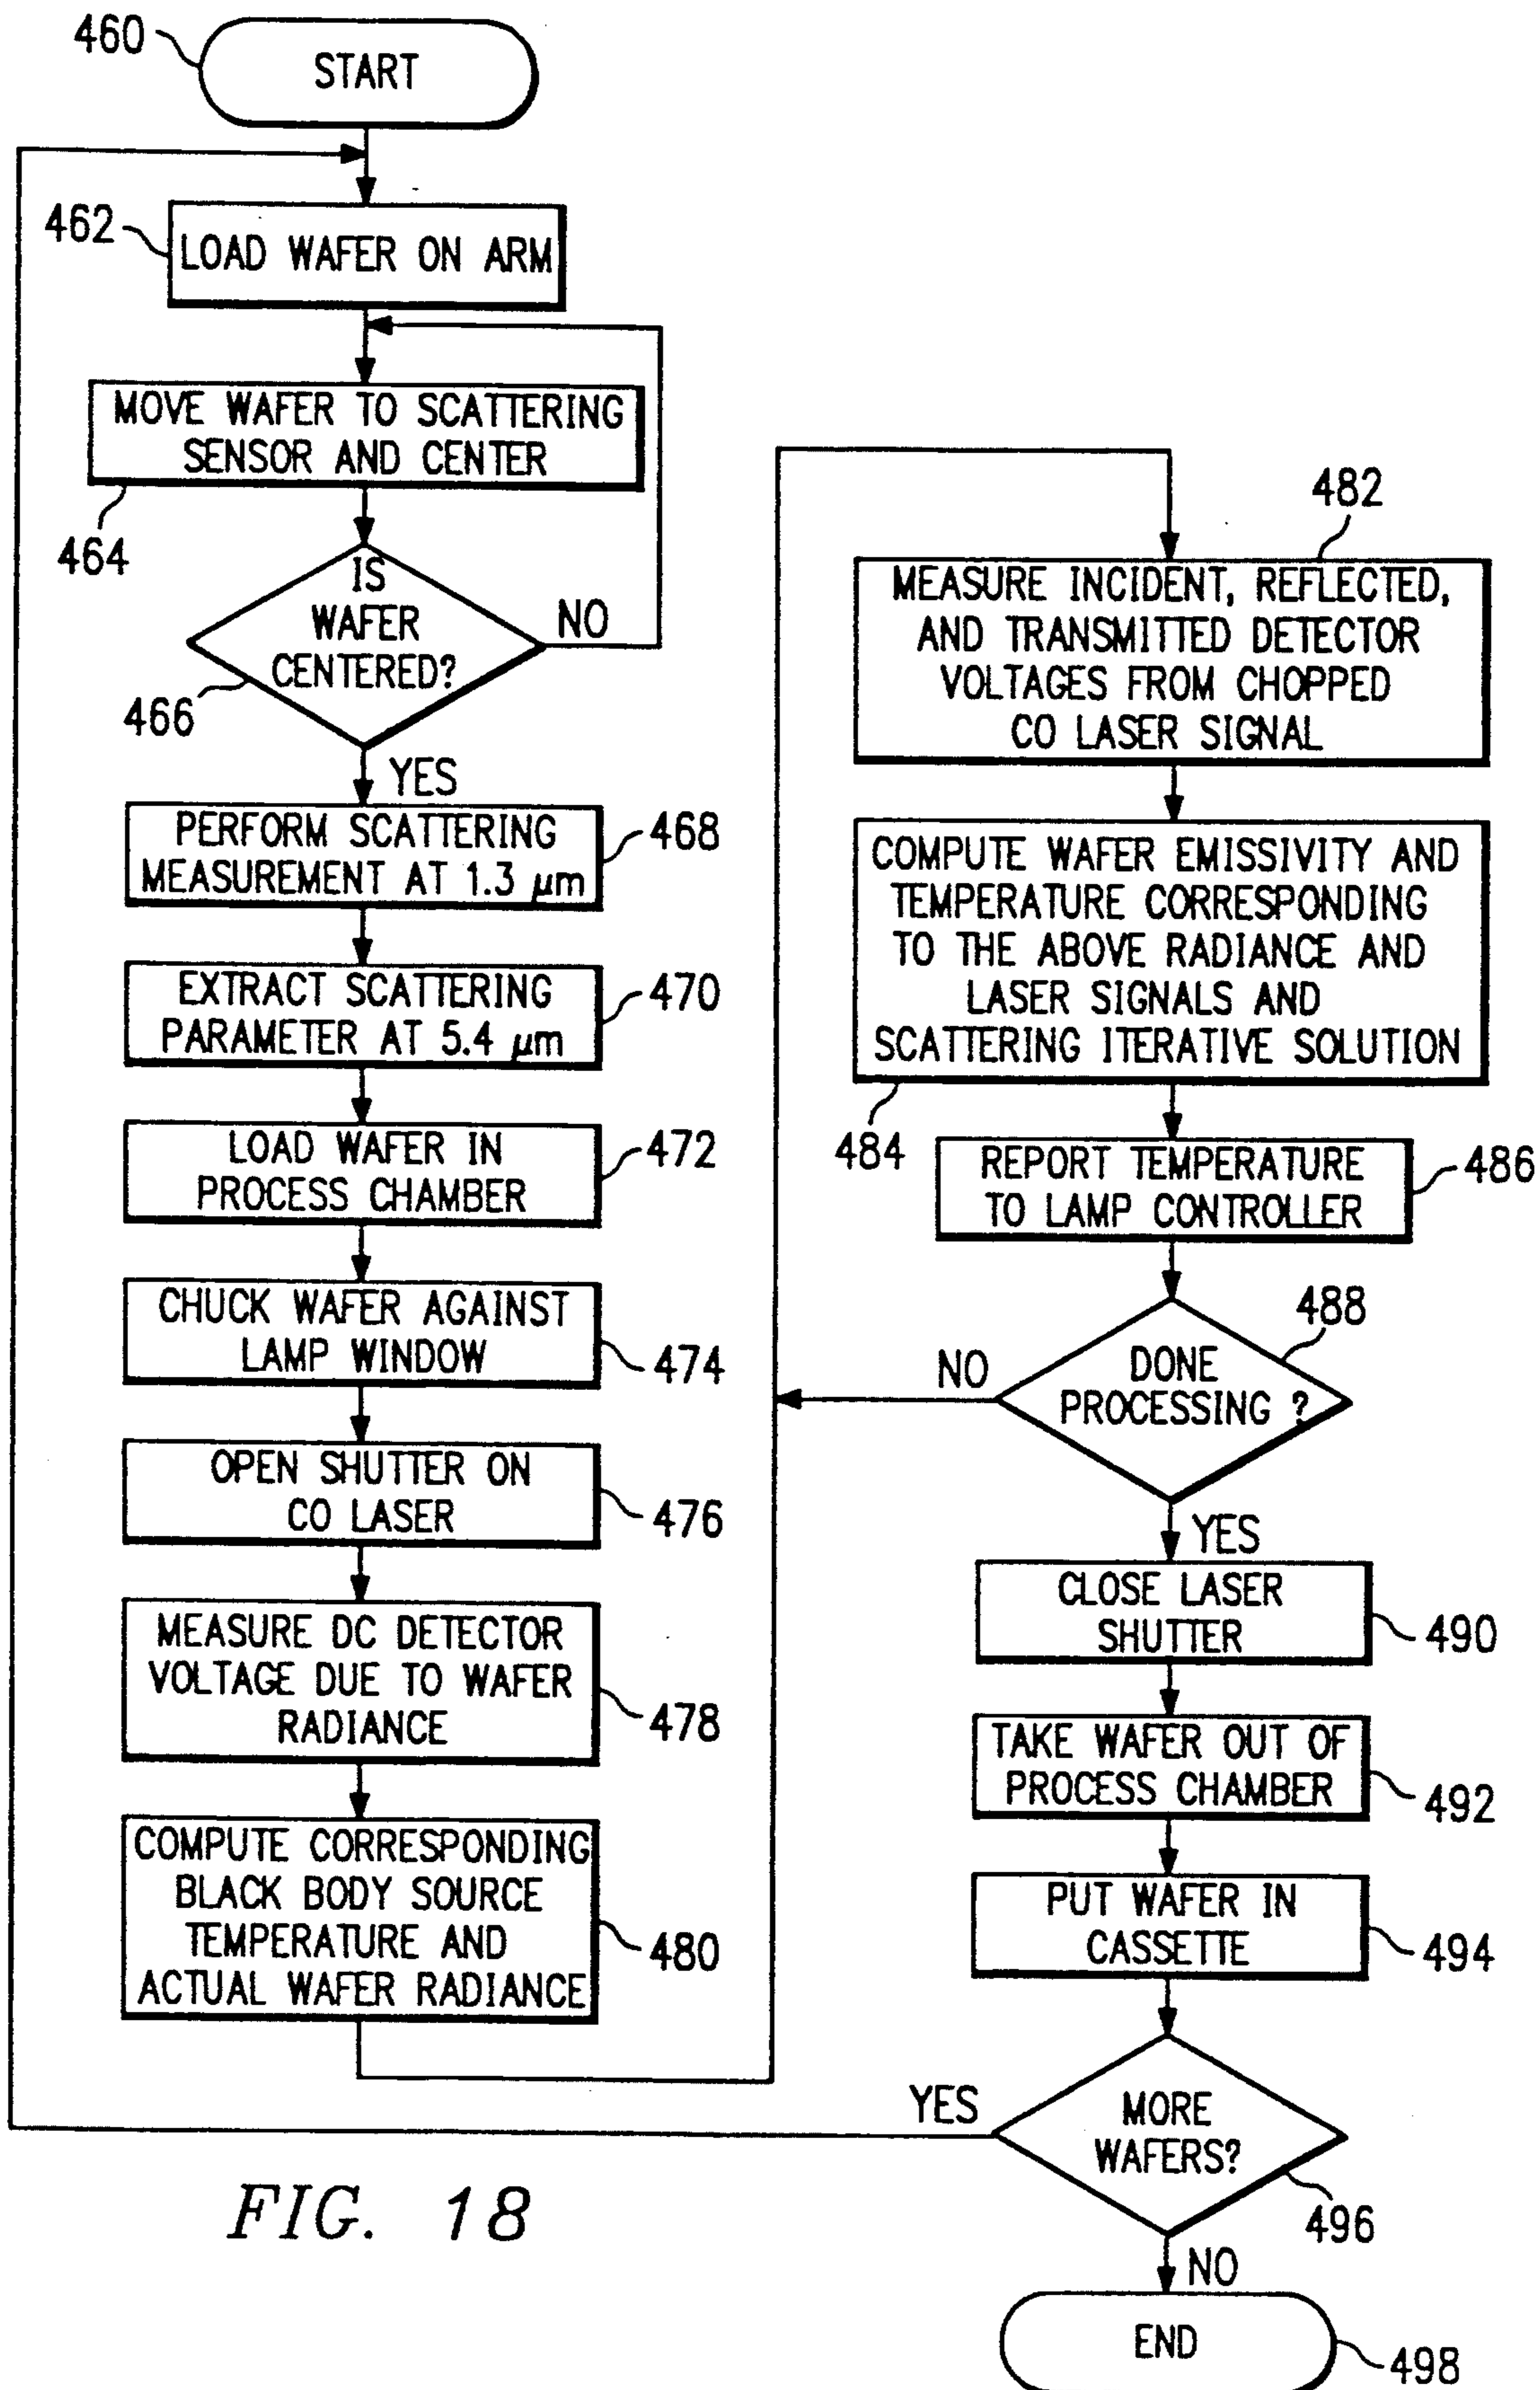 460
START
462
LOAD WAFER ON ARM
MOVE WAFER TO SCATTERING
SENSOR AND CENTER
464
IS
WAFER
CENTERED?
NO
466
YES
PERFORM SCATTERING
MEASUREMENT AT 1.3 µm
468
EXTRACT SCATTERING
PARAMETER AT 5.4 µm
470
LOAD WAFER IN
PROCESS CHAMBER
472
CHUCK WAFER AGAINST
LAMP WINDOW
474
OPEN SHUTTER ON
CO LASER
476
MEASURE DC DETECTOR
VOLTAGE DUE TO WAFER
RADIANCE
478
COMPUTE CORRESPONDING
BLACK BODY SOURCE
TEMPERATURE AND
ACTUAL WAFER RADIANCE
480
482
MEASURE INCIDENT, REFLECTED,
AND TRANSMITTED DETECTOR
VOLTAGES FROM CHOPPED
CO LASER SIGNAL
COMPUTE WAFER EMISSIVITY AND
TEMPERATURE CORRESPONDING
TO THE ABOVE RADIANCE AND
LASER SIGNALS AND
SCATTERING ITERATIVE SOLUTION
484
REPORT TEMPERATURE
TO LAMP CONTROLLER
486
488
DONE
PROCESSING ?
NO
YES
CLOSE LASER
SHUTTER
490
TAKE WAFER OUT OF
PROCESS CHAMBER
492
PUT WAFER IN
CASSETTE
494
YES
MORE
WAFERS?
496
NO
END
498
FIG. 18